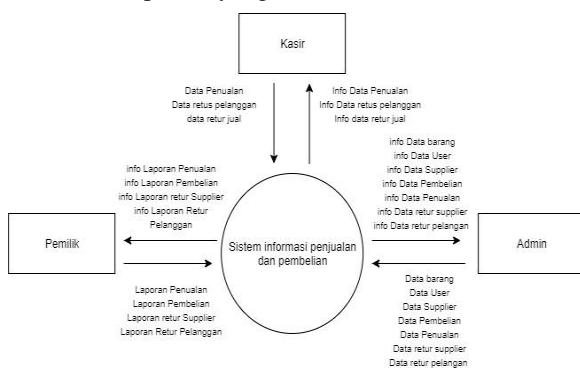 Kasir
Data Penualan
Data retus pelanggan
data retur jual
Info Data Penualan
Info Data retus pelanggan
Info data retur jual
info Laporan Penualan
info Laporan Pembelian
info Laporan retur Supplier
info Laporan Retur
Pelanggan
info Data barang
info Data User
info Data Supplier
info Data Pembelian
info Data Penualan
info Data retur supplier
info Data retur pelangan
Pemilik
Sistem informasi penjualan
dan pembelian
Admin
Laporan Penualan
Laporan Pembelian
Laporan retur Supplier
Laporan Retur Pelanggan
Data barang
Data User
Data Supplier
Data Pembelian
Data Penualan
Data retur supplier
Data retur pelangan